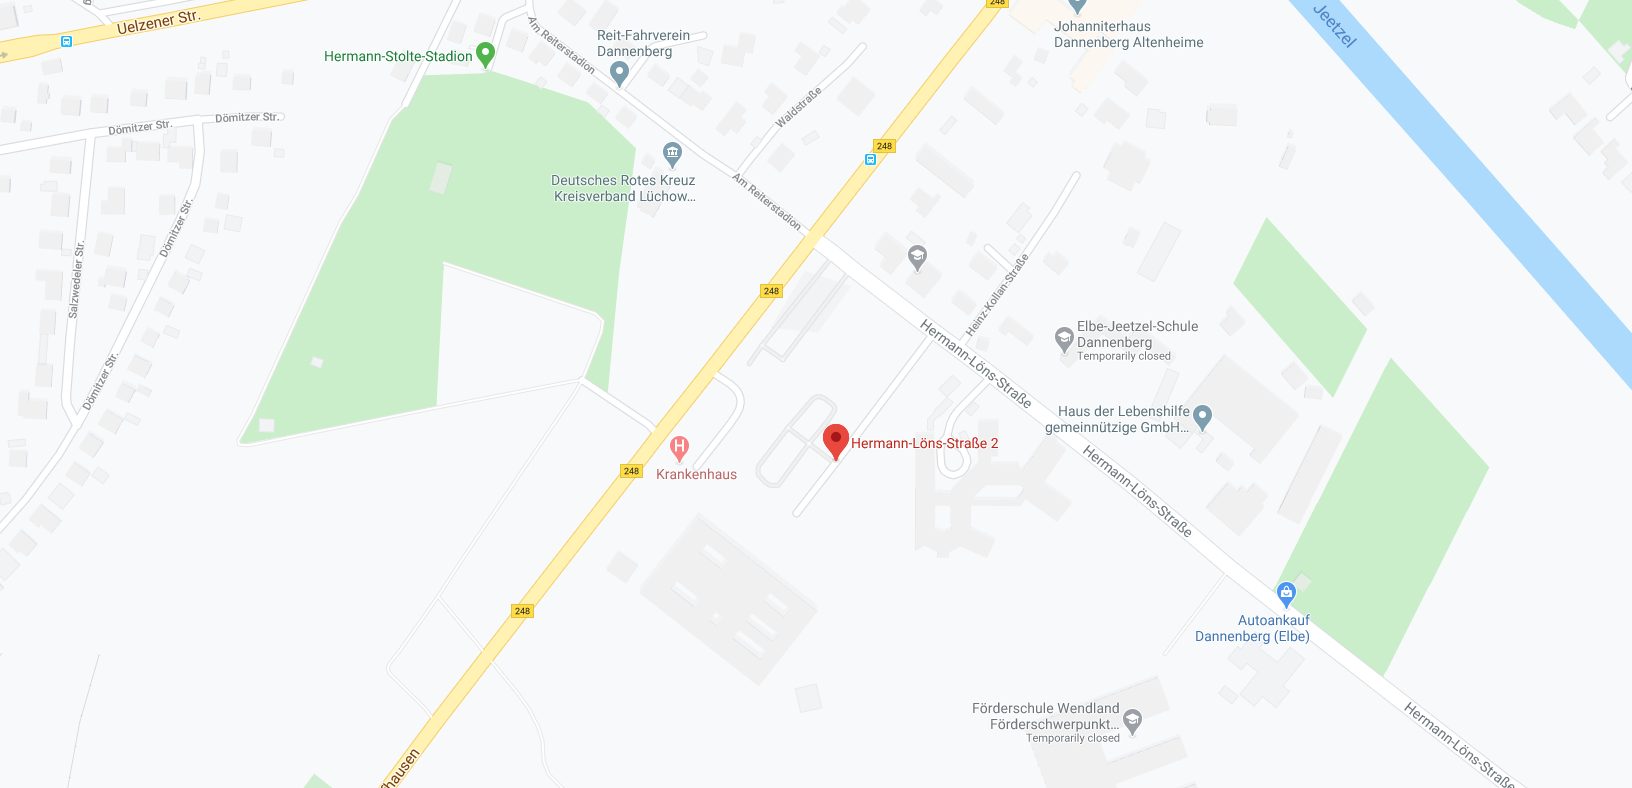 Uelzener Str.
248
Jeetzel
Johanniterhaus
Dannenberg Altenheime
Hermann-Stolte-Stadion
Am Reiterstadion
Reit-Fahrverein
Dannenberg
Waldstraße
Dömitzer Str.
Dömitzer Str.
248
Deutsches Rotes Kreuz
Kreisverband Lüchow...
Am Reiterstadion
Dömitzer Str.
Salzwedeler Str.
248
Heinz-Kollan-Straße
Elbe-Jeetzel-Schule
Dannenberg
Temporarily closed
Hermann-Löns-Straße
Dömitzer Str.
Haus der Lebenshilfe
gemeinnützige GmbH...
Hermann-Löns-Straße 2
H
Krankenhaus
248
Hermann-Löns-Straße
248
Autoankauf
Dannenberg (Elbe)
Förderschule Wendland
Förderschwerpunkt...
Temporarily closed
Hermann-Löns-Straße